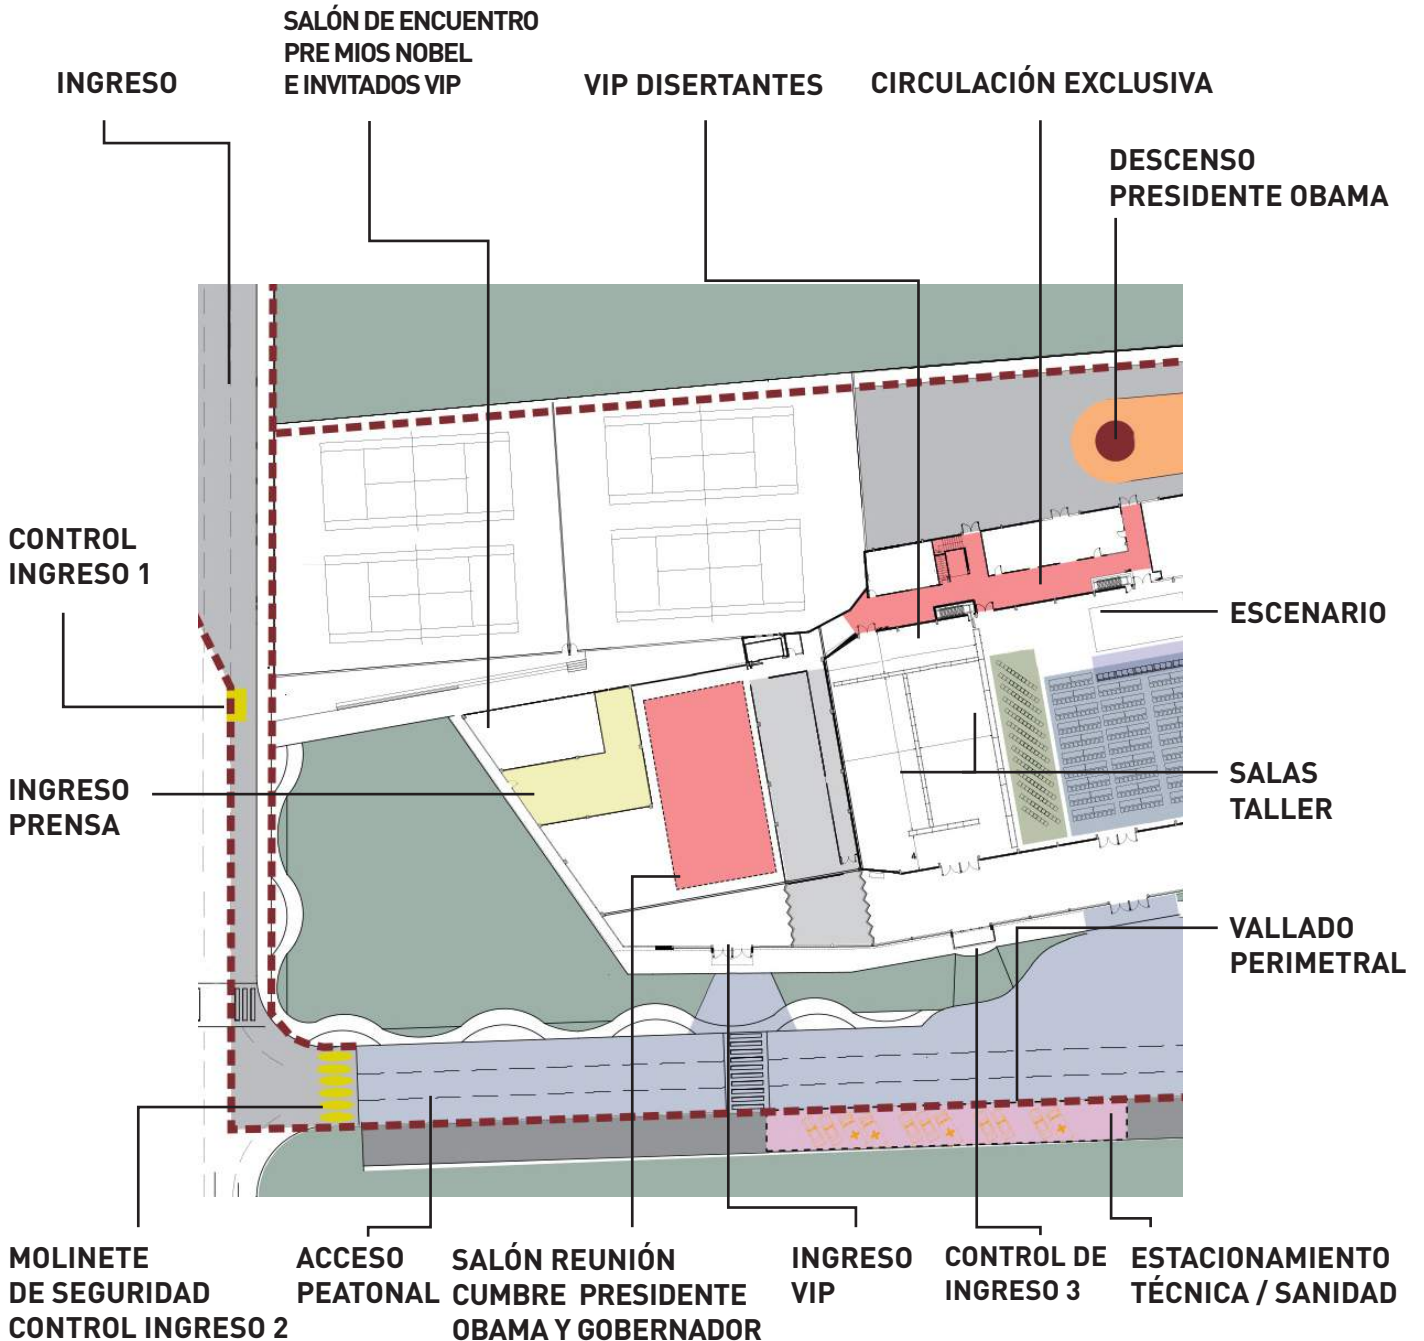 SALÓN DE ENCUENTRO
PRE MIOS NOBEL
E INVITADOS VIP
INGRESO
VIP DISERTANTES
CIRCULACIÓN EXCLUSIVA
DESCENSO
PRESIDENTE OBAMA
CONTROL
INGRESO 1
ESCENARIO
INGRESO
PRENSA
SALAS
TALLER
VALLADO
PERIMETRAL
MOLINETE
DE SEGURIDAD
CONTROL INGRESO 2
ACCESO
PEATONAL
SALÓN REUNIÓN
CUMBRE PRESIDENTE
OBAMA Y GOBERNADOR
INGRESO
VIP
CONTROL DE
INGRESO 3
ESTACIONAMIENTO
TÉCNICA / SANIDAD